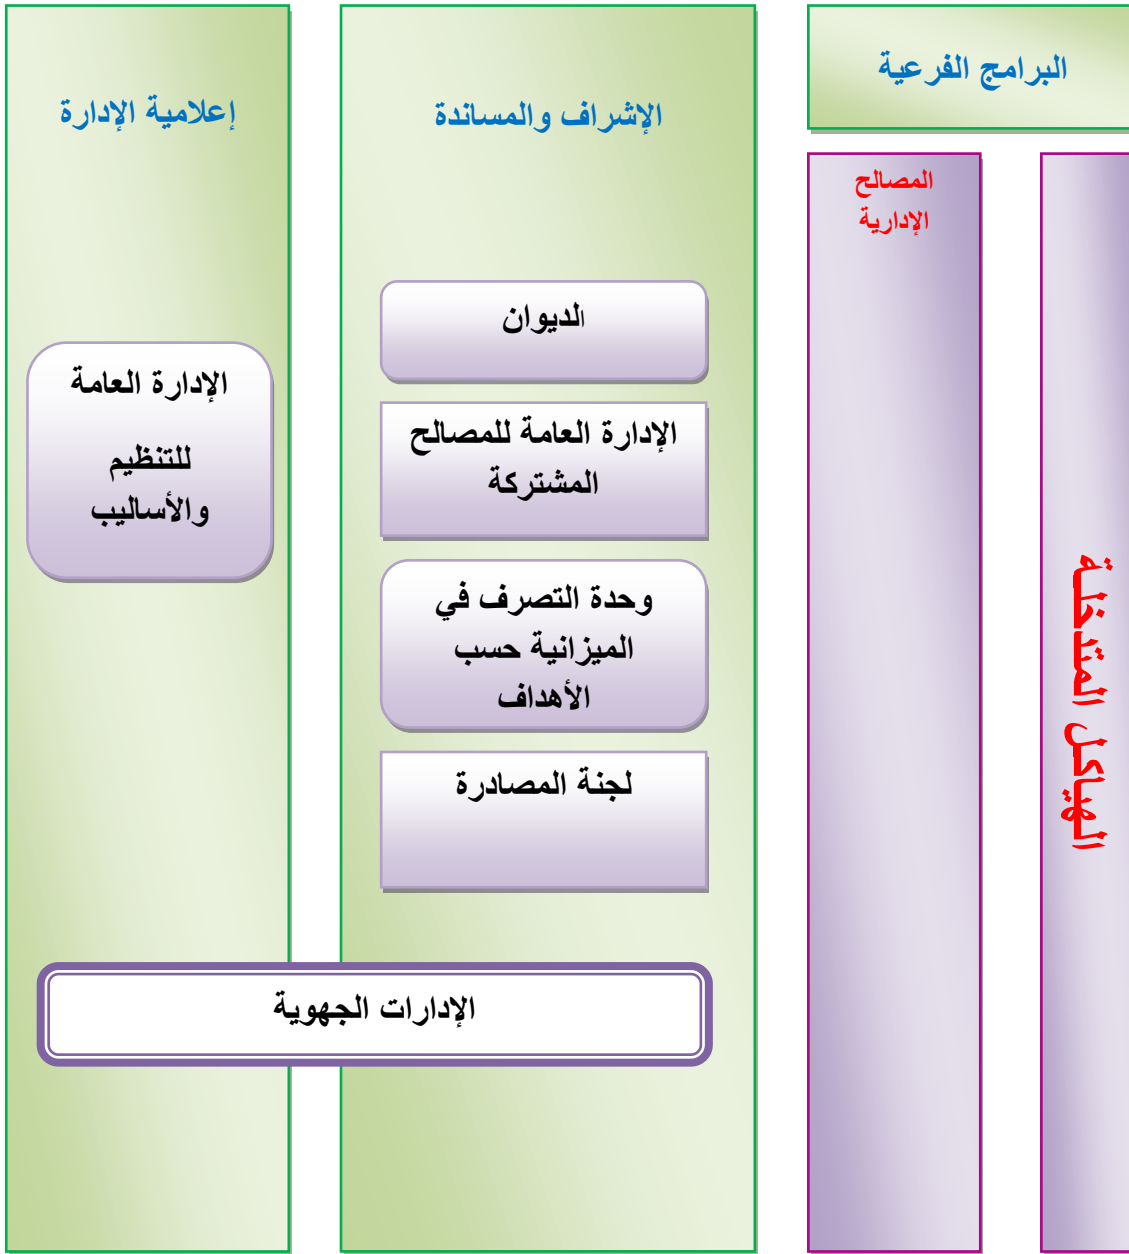 البرامج الفرعية
الإشراف والمساندة
إعلامية الإدارة
الهياكل المتدخلـة
المصالح
الإدارية
الديوان
الإدارة العامة للمصالح
المشتركة
وحدة التصرف في
الميزانية حسب
الأهداف
لجنة المصادرة
الإدارة العامة
للتنظيم
والأساليب
الإدارات الجهوية